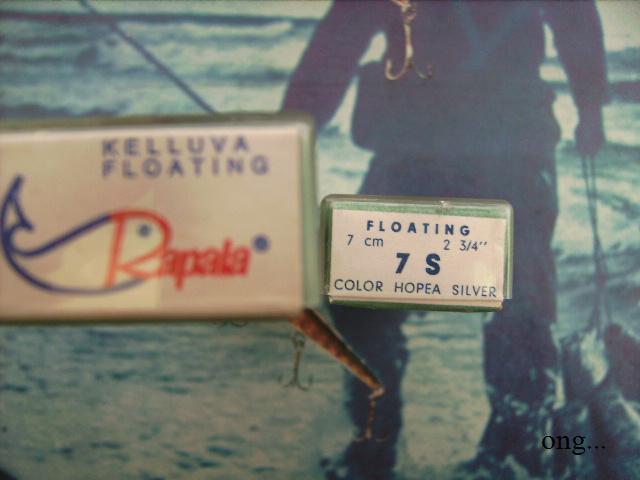 KELLUVA
FLOATING
Rapala®
FLOATING
7 cm 2 3/4"
7 S
COLOR HOPEA SILVER
ong...